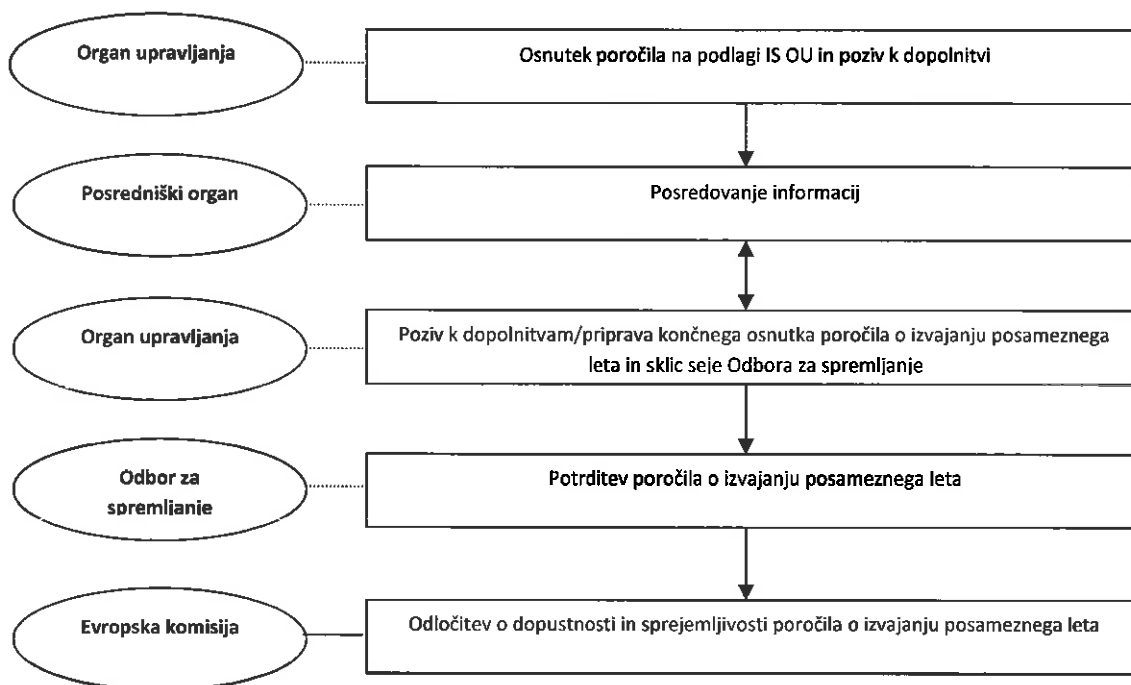 Organ upravljanja
Osnutek poročila na podlagi IS OU in poziv k dopolnitvi
Posredniški organ
Posredovanje informacij
Organ upravljanja
Poziv k dopolnitvam/priprava končnega osnutka poročila o izvajanju posameznega
leta in sklic seje Odbora za spremljanje
Odbor za
spremljanje
Potrditev poročila o izvajanju posameznega leta
Evropska komisija
Odločitev o dopustnosti in sprejemljivosti poročila o izvajanju posameznega leta